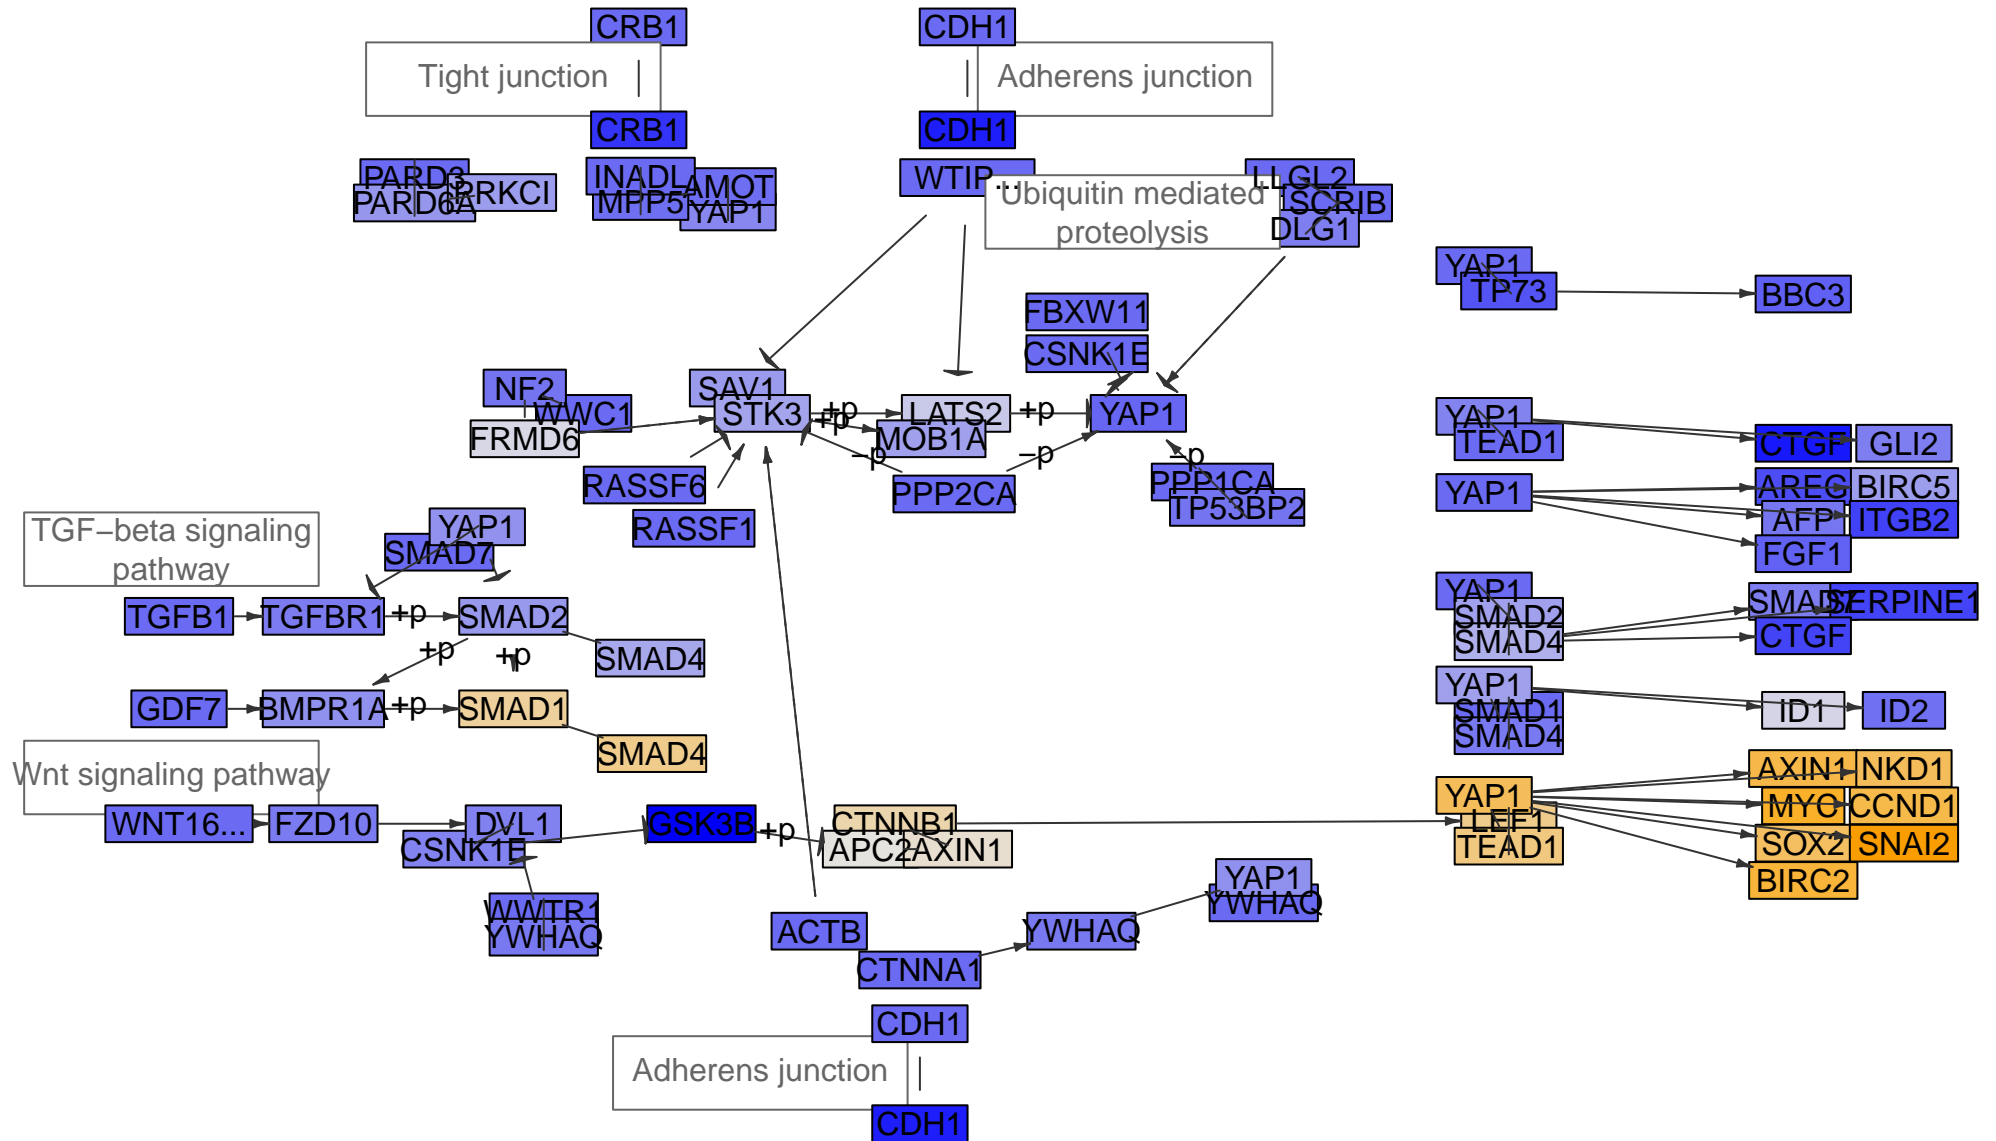 CRB1
CDH1
Tight junction
Adherens junction
CRB1
CDH1
PARD3
PRKCI
PARD6A
INADL
AMOT
MPP5
YAP1
WTIP...
LLGL2
SCRIB
DLG1
Ubiquitin mediated
proteolysis
YAP1
TP73
BBC3
FBXW11
CSNK1E
NF2
WWC1
FRMD6
SAV1
STK3
+p
+p
LATS2
MOB1A
+p
YAP1
−p
−p
−p
RASSF6
RASSF1
PPP2CA
PPP1CA
TP53BP2
YAP1
TEAD1
CTGF
GLI2
YAP1
AREG
BIRC5
AFP
ITGB2
FGF1
TGF−beta signaling
pathway
YAP1
SMAD7
TGFB1
TGFBR1
+p
SMAD2
+p
+p
SMAD4
GDF7
BMPR1A
+p
SMAD1
SMAD4
YAP1
SMAD2
SMAD4
SMAD7
SERPINE1
CTGF
YAP1
SMAD1
SMAD4
ID1
ID2
Wnt signaling pathway
WNT16...
FZD10
DVL1
CSNK1E
GSK3B
+p
CTNNB1
APC2
AXIN1
YAP1
LEF1
TEAD1
AXIN1
NKD1
MYC
CCND1
SOX2
SNAI2
BIRC2
WWTR1
YWHAQ
ACTB
CTNNA1
YWHAQ
YAP1
YWHAQ
CDH1
Adherens junction
CDH1